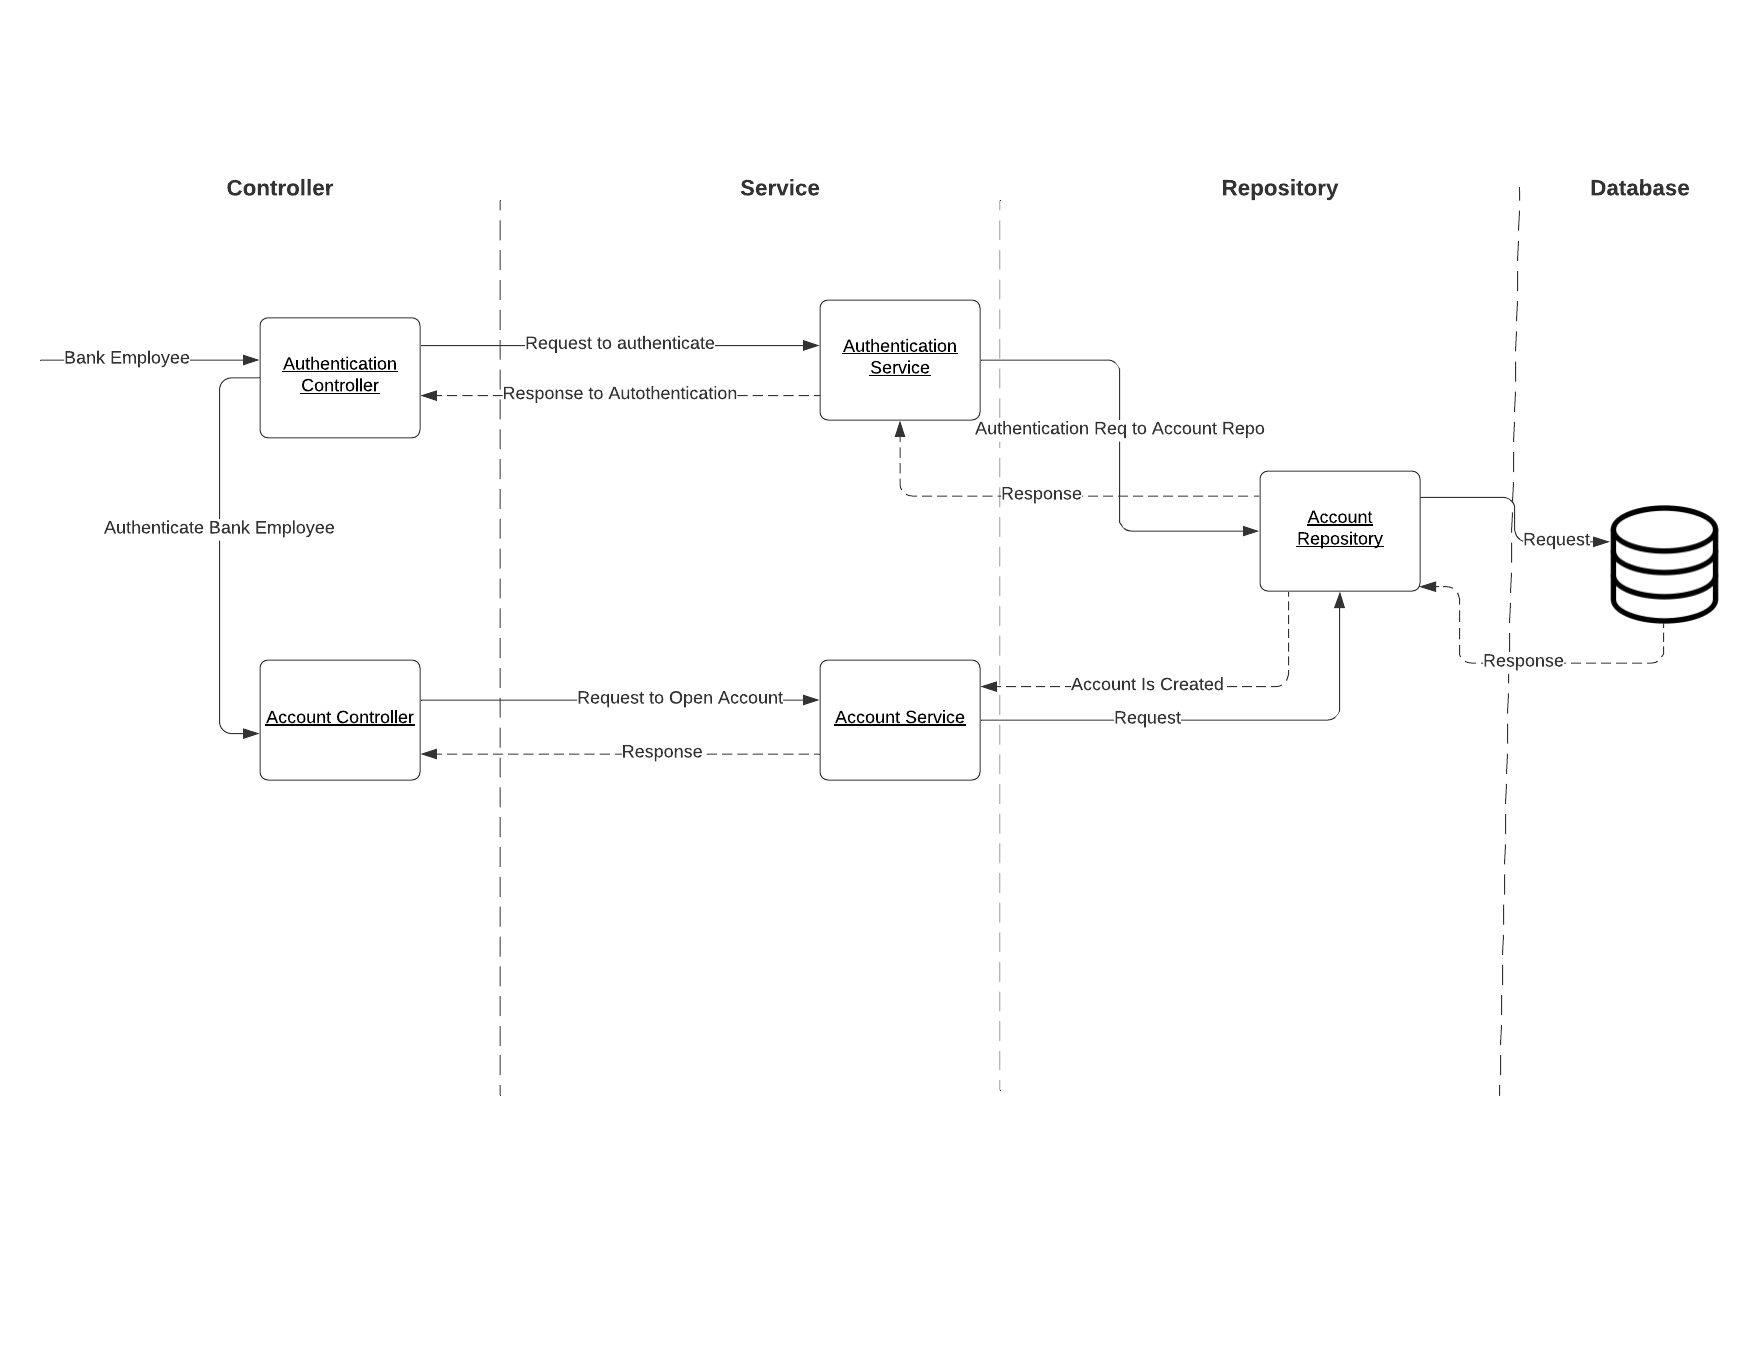 Controller
Service
Repository
Database
Bank Employee
Authentication
Controller
Request to authenticate
Response to Autothentication
Authentication
Service
Authentication Req to Account Repo
Response
Account
Repository
Request
Authenticate Bank Employee
Response
Account Controller
Request to Open Account
Response
Account Service
Account Is Created
Request